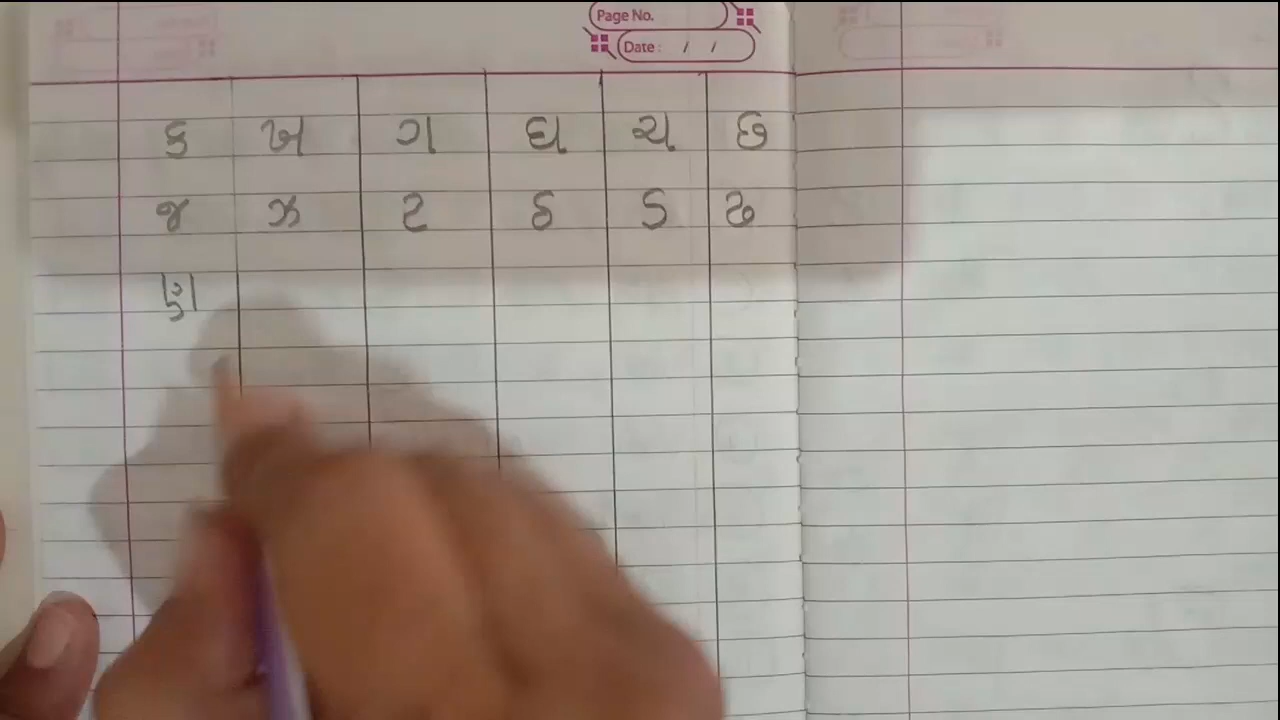 Page No.
Date : / /
ક ખ ગ ઘ ચ છ
જ ઝ ટ ઠ ડ ઢ
ણ